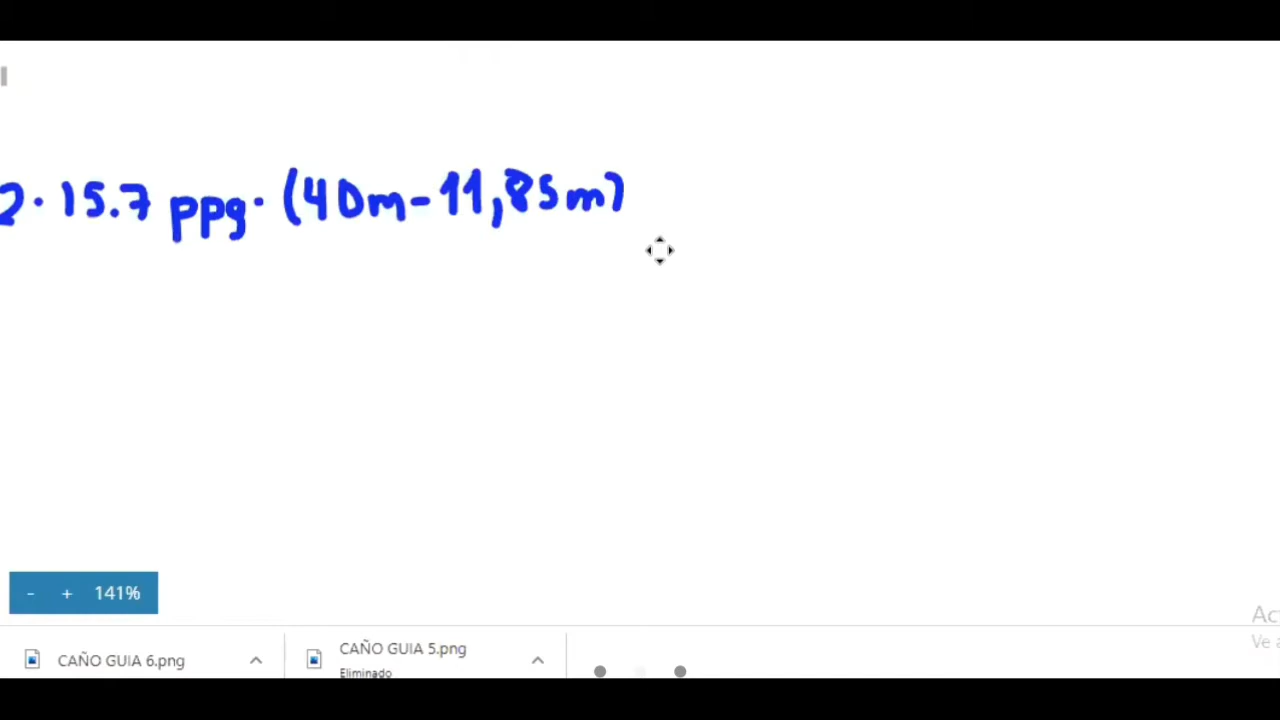 2 · 15.7 ppg · (40m - 11,85m)
- + 141%
CAÑO GUIA 6.png
CAÑO GUIA 5.png
Eliminado